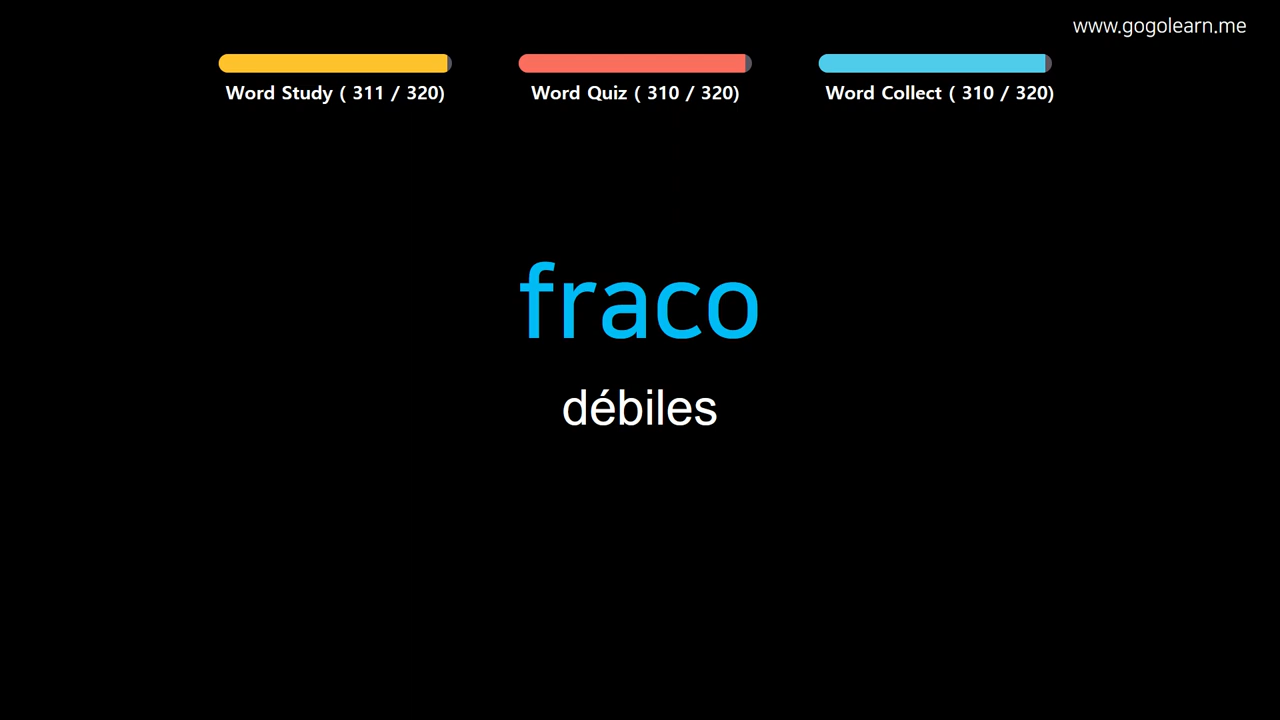 www.gogolearn.me
Word Study ( 311 / 320)
Word Quiz ( 310 / 320)
Word Collect ( 310 / 320)
fraco
débiles